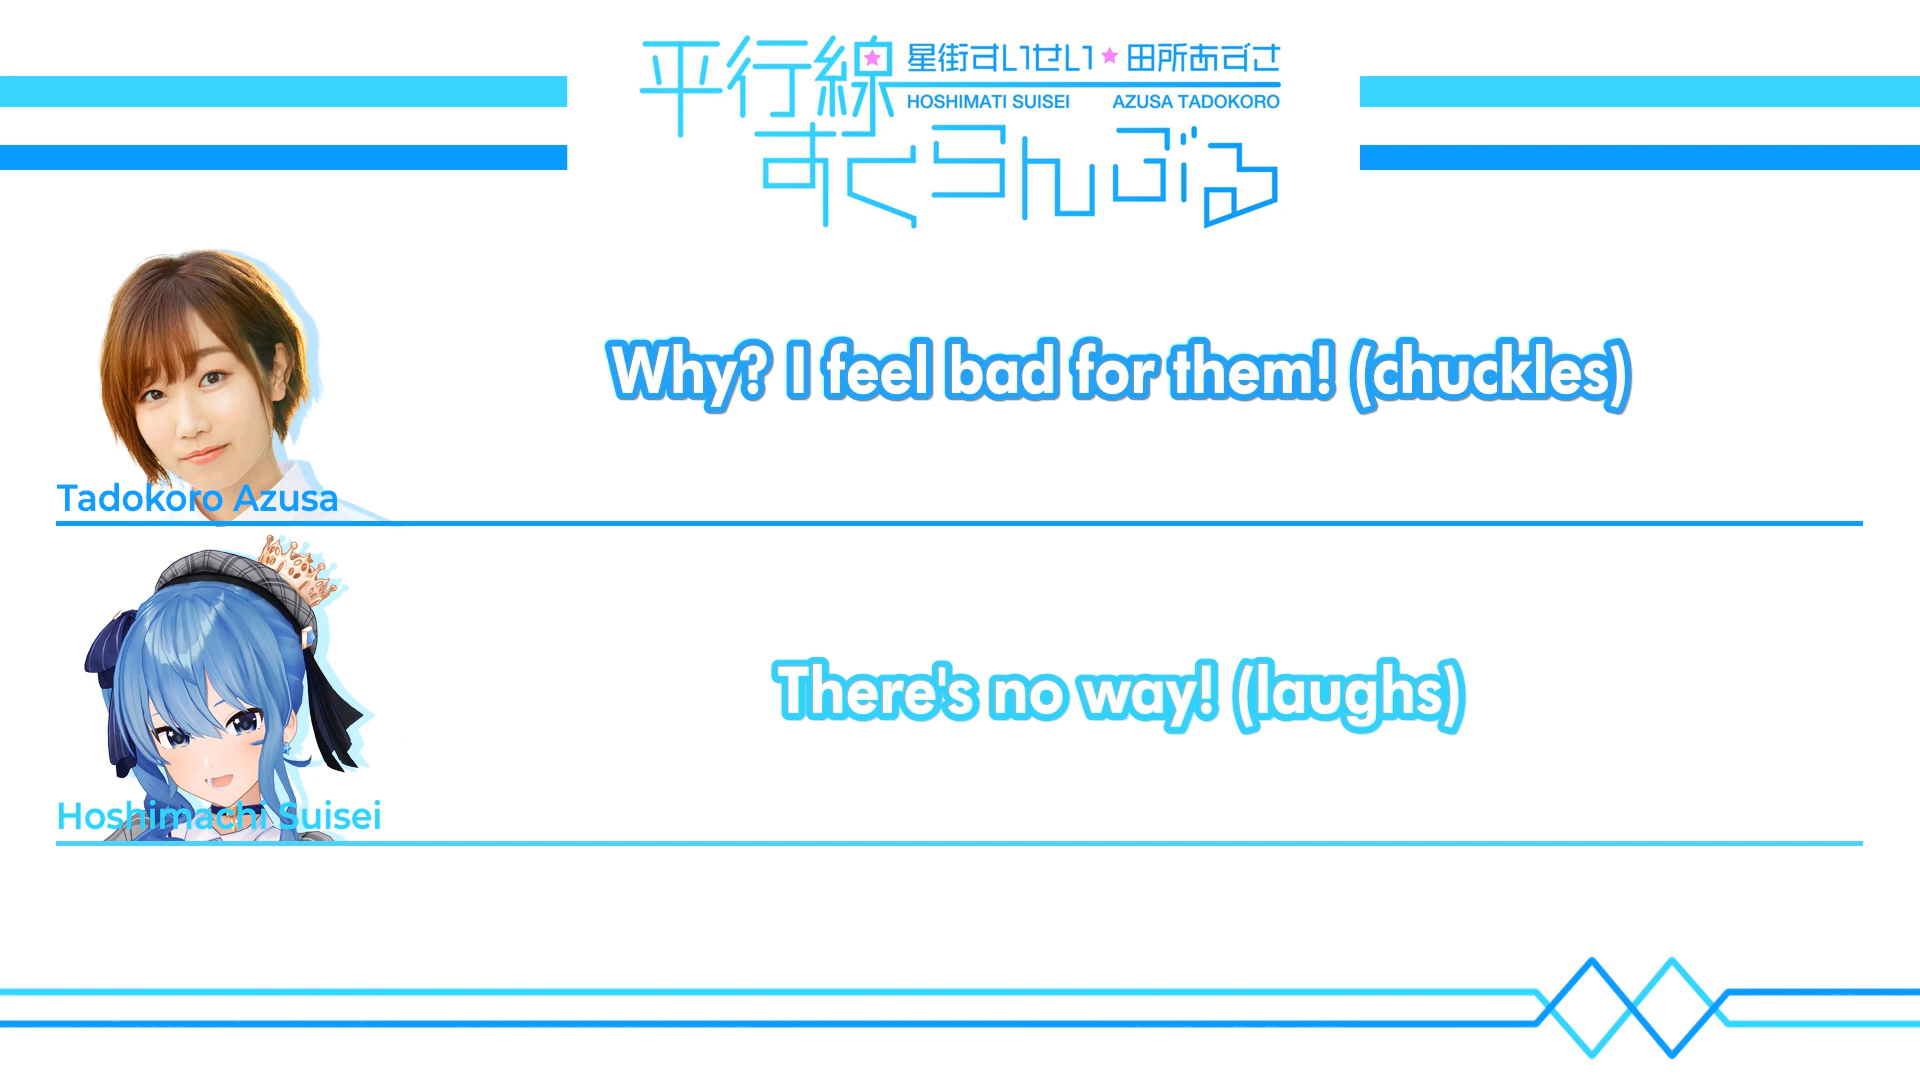 平行線
星街すいせい★田所あずさ
HOSHIMATI SUISEI AZUSA TADOKORO
すくらんぶる
Why? I feel bad for them! (chuckles)
Tadokoro Azusa
There's no way! (laughs)
Hoshimachi Suisei